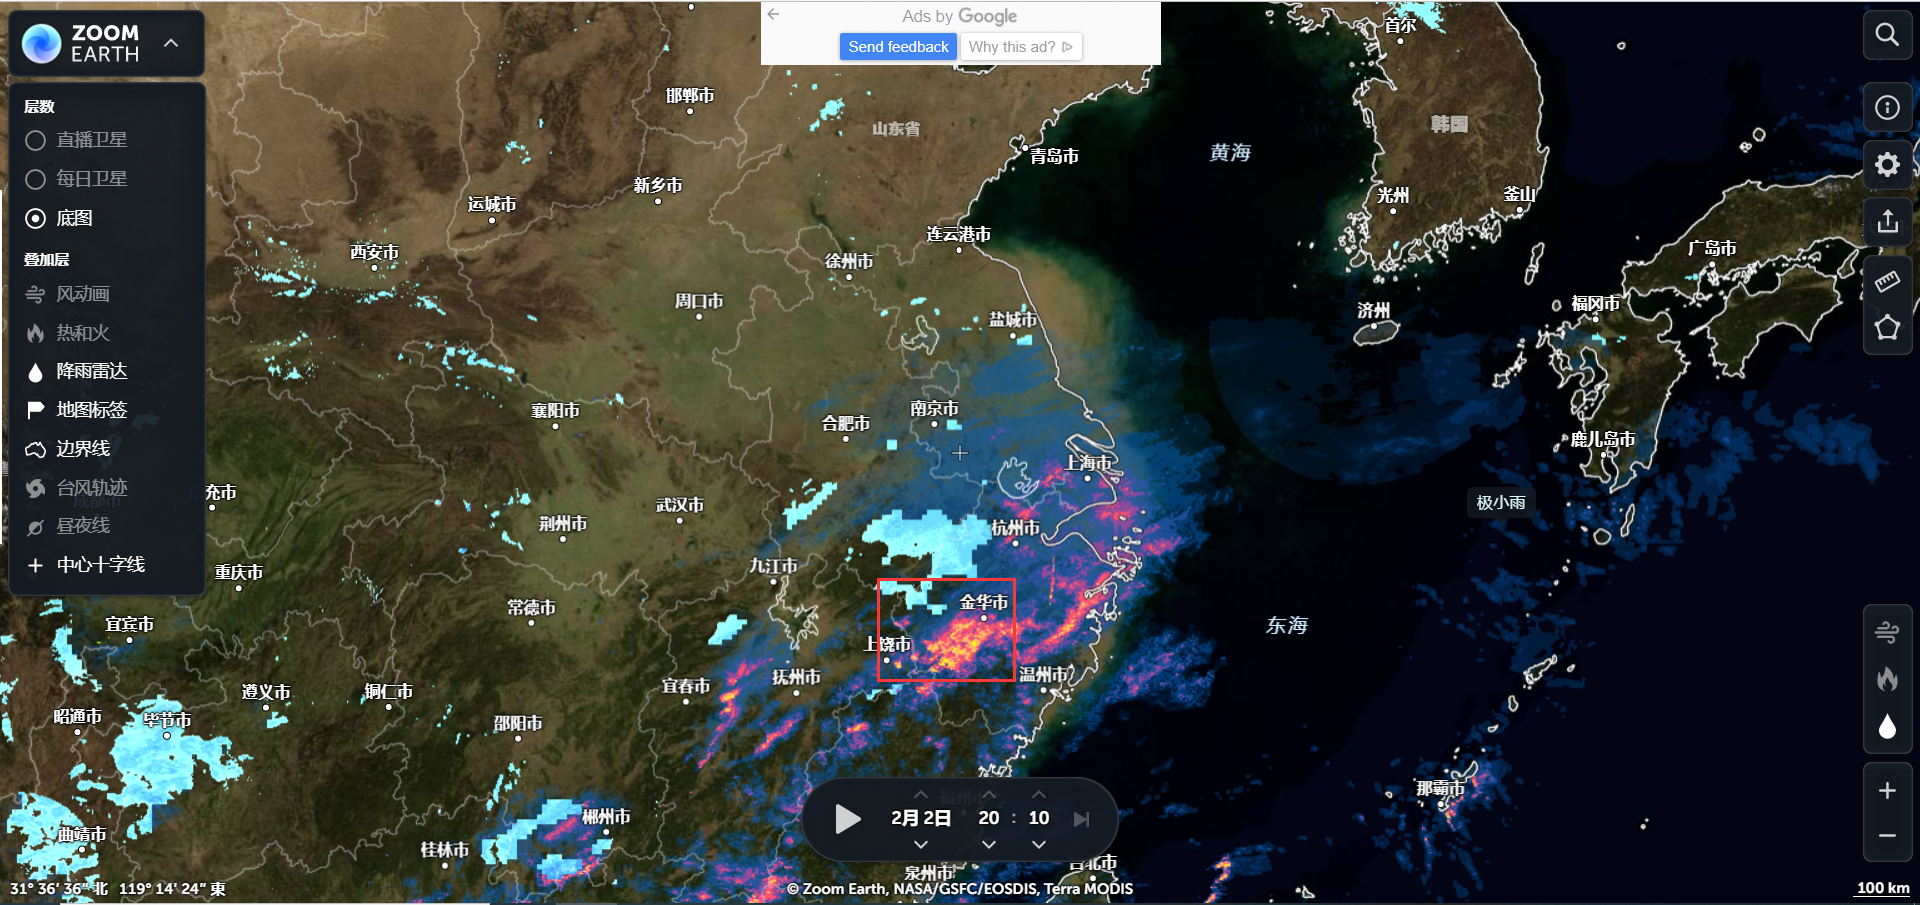 ZOOM
EARTH
层数
直播卫星
每日卫星
底图
叠加层
风动画
热和火
降雨雷达
地图标签
边界线
台风轨迹
昼夜线
中心十字线
Ads by Google
Send feedback
Why this ad?
首尔
邯郸市
山东省
韩国
青岛市
黄海
新乡市
运城市
光州
釜山
连云港市
广岛市
西安市
徐州市
周口市
福冈市
济州
盐城市
襄阳市
南京市
合肥市
鹿儿岛市
上海市
充市
武汉市
极小雨
荆州市
杭州市
九江市
重庆市
金华市
常德市
宜宾市
东海
上饶市
温州市
抚州市
宜春市
遵义市
铜仁市
昭通市
毕节市
邵阳市
那霸市
福州市
2月 2日 20 : 10
郴州市
曲靖市
桂林市
台北市
泉州市
31° 36′ 36″ 北 119° 14′ 24″ 東
© Zoom Earth, NASA/GSFC/EOSDIS, Terra MODIS
100 km